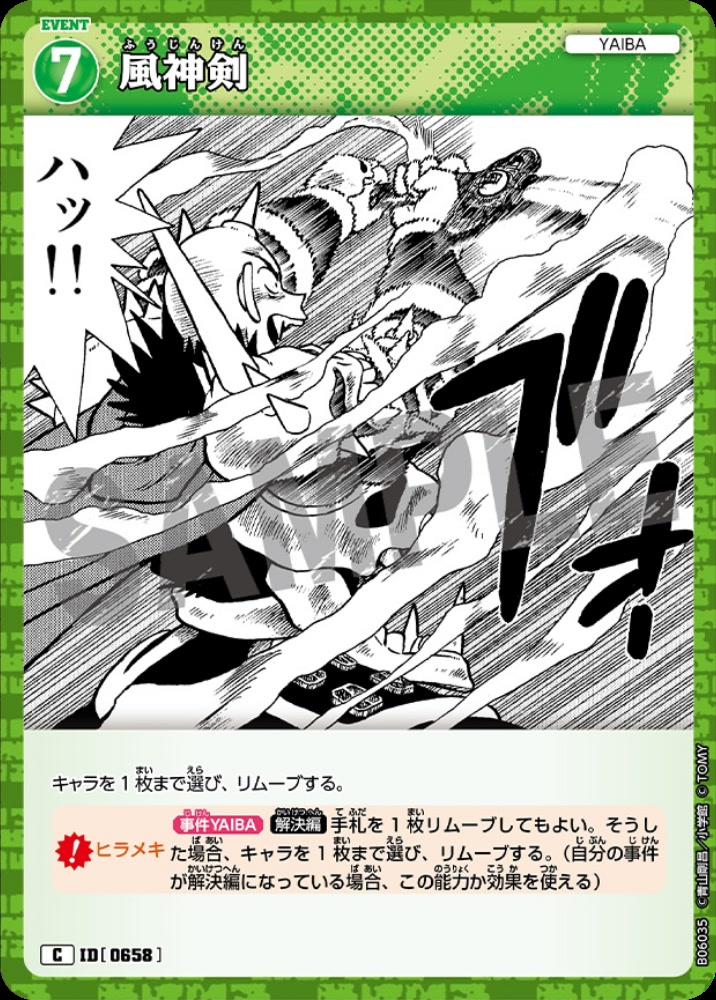 EVENT
7
ふうじんけん
風神剣
YAIBA
ハッ!!
ブォ
SAMPLE
キャラを1枚まで選び、リムーブする。
ヒラメキ
事件YAIBA 解決編 手札を1枚リムーブしてもよい。そうし
た場合、キャラを1枚まで選び、リムーブする。(自分の事件
が解決編になっている場合、この能力か効果を使える)
C ID[0658]
B06035 ©青山剛昌/小学館 ©TOMY